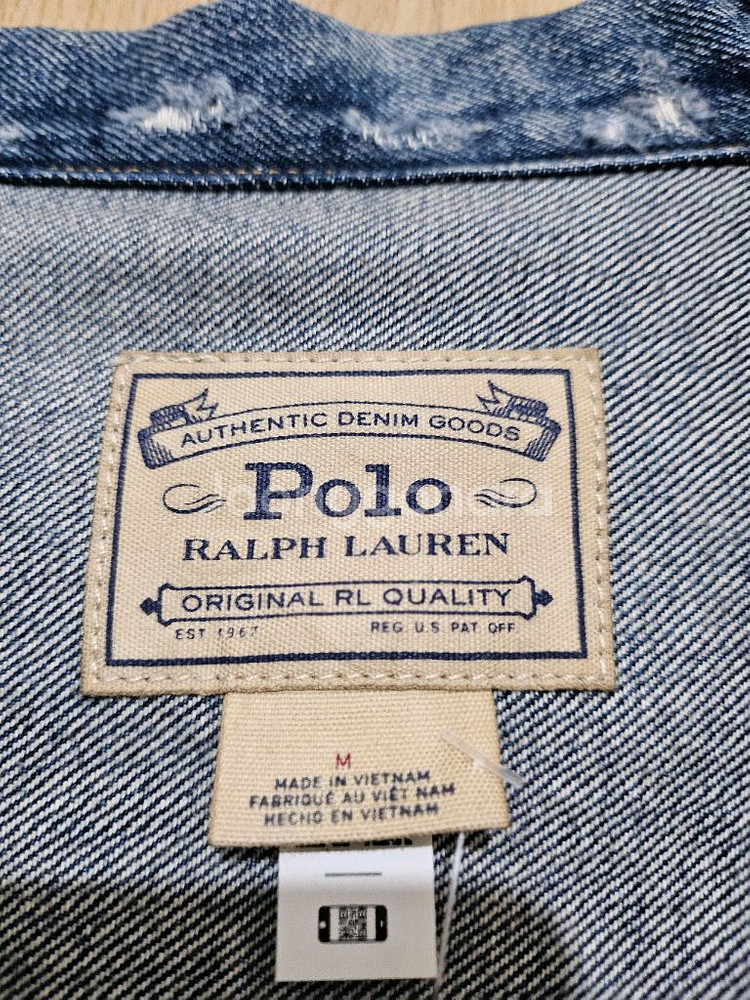 AUTHENTIC DENIM GOODS
Polo
RALPH LAUREN
ORIGINAL RL QUALITY
EST 1967 REG. U.S. PAT. OFF.
M
MADE IN VIETNAM
FABRIQUÉ AU VIÊT NAM
HECHO EN VIETNAM